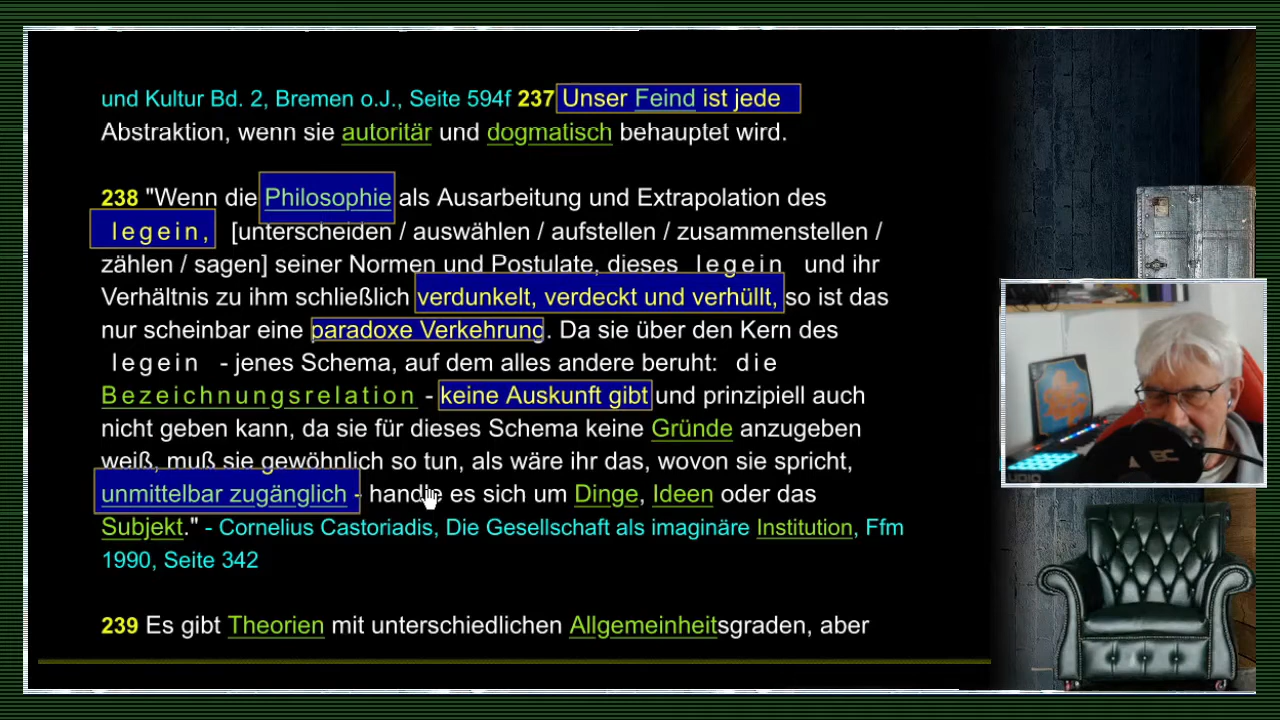 und Kultur Bd. 2, Bremen o.J., Seite 594f 237 Unser Feind ist jede
Abstraktion, wenn sie autoritär und dogmatisch behauptet wird.
238 "Wenn die Philosophie als Ausarbeitung und Extrapolation des
legein, [unterscheiden / auswählen / aufstellen / zusammenstellen /
zählen / sagen] seiner Normen und Postulate, dieses legein und ihr
Verhältnis zu ihm schließlich verdunkelt, verdeckt und verhüllt, so ist das
nur scheinbar eine paradoxe Verkehrung. Da sie über den Kern des
legein - jenes Schema, auf dem alles andere beruht: die
Bezeichnungsrelation - keine Auskunft gibt und prinzipiell auch
nicht geben kann, da sie für dieses Schema keine Gründe anzugeben
weiß, muß sie gewöhnlich so tun, als wäre ihr das, wovon sie spricht,
unmittelbar zugänglich - handle es sich um Dinge, Ideen oder das
Subjekt." - Cornelius Castoriadis, Die Gesellschaft als imaginäre Institution, Ffm
1990, Seite 342
239 Es gibt Theorien mit unterschiedlichen Allgemeinheitsgraden, aber